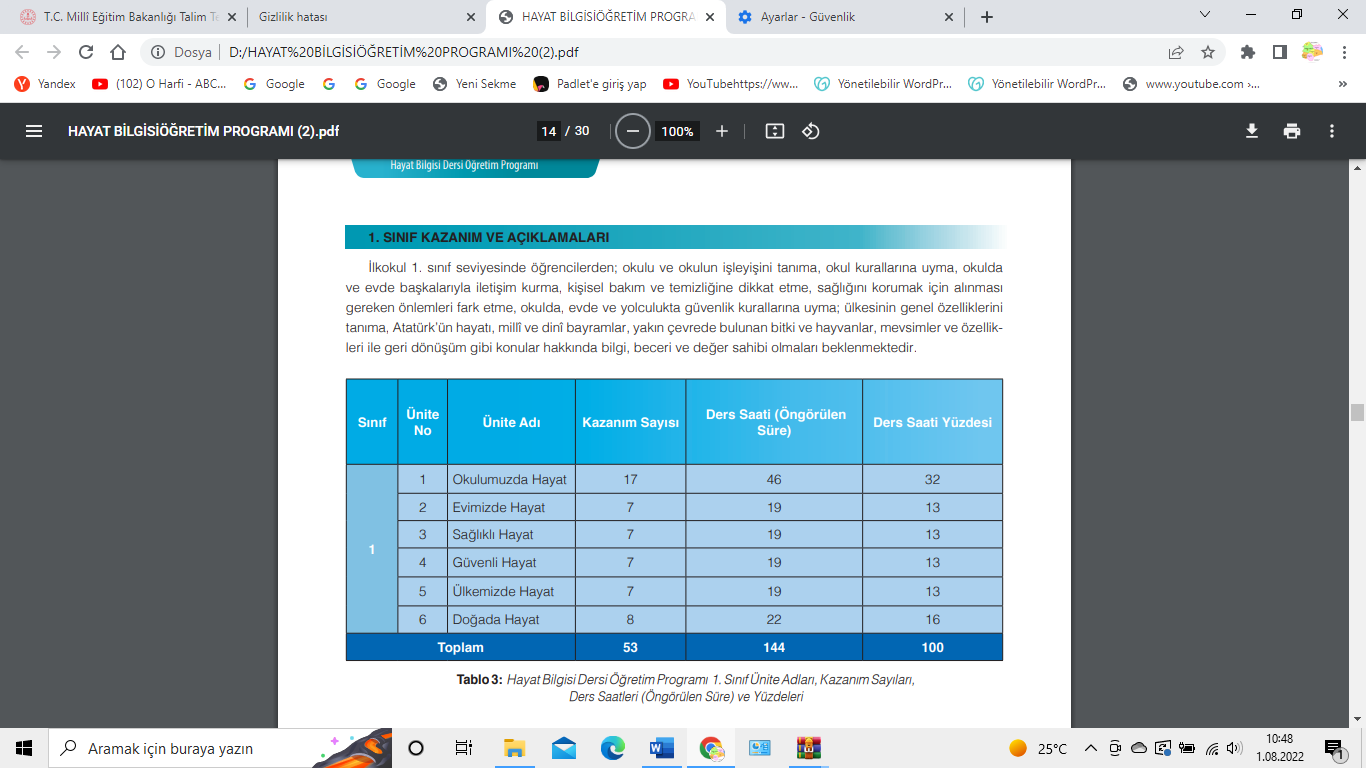 T.C. Millî Eğitim Bakanlığı Talim Te
Gizlilik hatası
HAYAT BİLGİSİÖĞRETİM PROGRA
Ayarlar - Güvenlik
Dosya
D:/HAYAT%20BİLGİSİÖĞRETİM%20PROGRAMI%20(2).pdf
Yandex
(102) O Harfi - ABC...
Google
Google
Yeni Sekme
Padlet'e giriş yap
YouTubehttps://ww...
Yönetilebilir WordPr...
Yönetilebilir WordPr...
www.youtube.com ›...
»
HAYAT BİLGİSİÖĞRETİM PROGRAMI (2).pdf
14 / 30
100%
Hayat Bilgisi Dersi Öğretim Programı
1. SINIF KAZANIM VE AÇIKLAMALARI
İlkokul 1. sınıf seviyesinde öğrencilerden; okulu ve okulun işleyişini tanıma, okul kurallarına uyma, okulda
ve evde başkalarıyla iletişim kurma, kişisel bakım ve temizliğine dikkat etme, sağlığını korumak için alınması
gereken önlemleri fark etme, okulda, evde ve yolculukta güvenlik kurallarına uyma; ülkesinin genel özelliklerini
tanıma, Atatürk'ün hayatı, millî ve dinî bayramlar, yakın çevrede bulunan bitki ve hayvanlar, mevsimler ve özellik-
leri ile geri dönüşüm gibi konular hakkında bilgi, beceri ve değer sahibi olmaları beklenmektedir.
Sınıf
Ünite
No
Ünite Adı
Kazanım Sayısı
Ders Saati (Öngörülen
Süre)
Ders Saati Yüzdesi
1
1 Okulumuzda Hayat 17 46 32
2 Evimizde Hayat 7 19 13
3 Sağlıklı Hayat 7 19 13
4 Güvenli Hayat 7 19 13
5 Ülkemizde Hayat 7 19 13
6 Doğada Hayat 8 22 16
Toplam 53 144 100
Tablo 3: Hayat Bilgisi Dersi Öğretim Programı 1. Sınıf Ünite Adları, Kazanım Sayıları,
Ders Saatleri (Öngörülen Süre) ve Yüzdeleri
Aramak için buraya yazın
25°C
10:48
1.08.2022
1